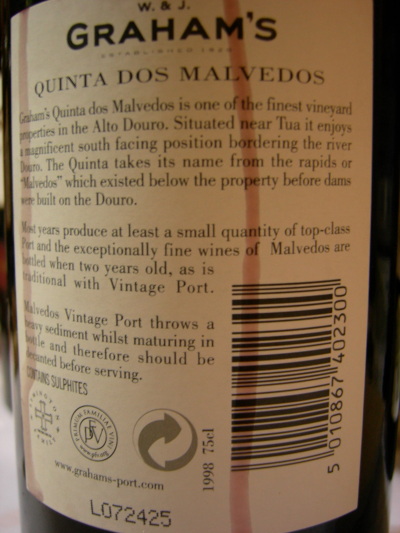 W. & J.
GRAHAM'S
ESTABLISHED 1820
QUINTA DOS MALVEDOS
Graham's Quinta dos Malvedos is one of the finest vineyard
properties in the Alto Douro. Situated near Tua it enjoys
a magnificent south facing position bordering the river
Douro. The Quinta takes its name from the rapids or
"Malvedos" which existed below the property before dams
were built on the Douro.
Most years produce at least a small quantity of top-class
Port and the exceptionally fine wines of Malvedos are
bottled when two years old, as is
traditional with Vintage Port.
Malvedos Vintage Port throws a
heavy sediment whilst maturing in
bottle and therefore should be
decanted before serving.
CONTAINS SULPHITES
PRIMUM FAMILIAE VINI
PFV
www.grahams-port.com
1998 75cl
5 010867 402300
L072425